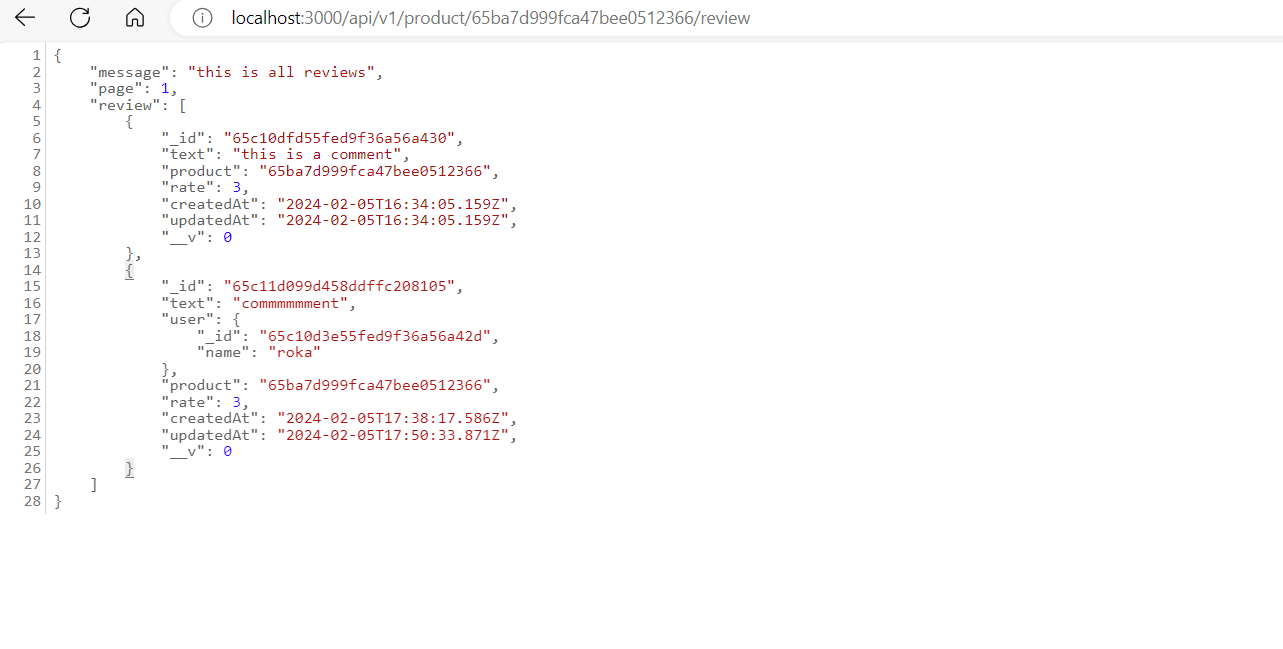 localhost:3000/api/v1/product/65ba7d999fca47bee0512366/review
1 {
2 "message": "this is all reviews",
3 "page": 1,
4 "review": [
5 {
6 "_id": "65c10dfd55fed9f36a56a430",
7 "text": "this is a comment",
8 "product": "65ba7d999fca47bee0512366",
9 "rate": 3,
10 "createdAt": "2024-02-05T16:34:05.159Z",
11 "updatedAt": "2024-02-05T16:34:05.159Z",
12 "__v": 0
13 },
14 {
15 "_id": "65c11d099d458ddffc208105",
16 "text": "commmmmment",
17 "user": {
18 "_id": "65c10d3e55fed9f36a56a42d",
19 "name": "roka"
20 },
21 "product": "65ba7d999fca47bee0512366",
22 "rate": 3,
23 "createdAt": "2024-02-05T17:38:17.586Z",
24 "updatedAt": "2024-02-05T17:50:33.871Z",
25 "__v": 0
26 }
27 ]
28 }